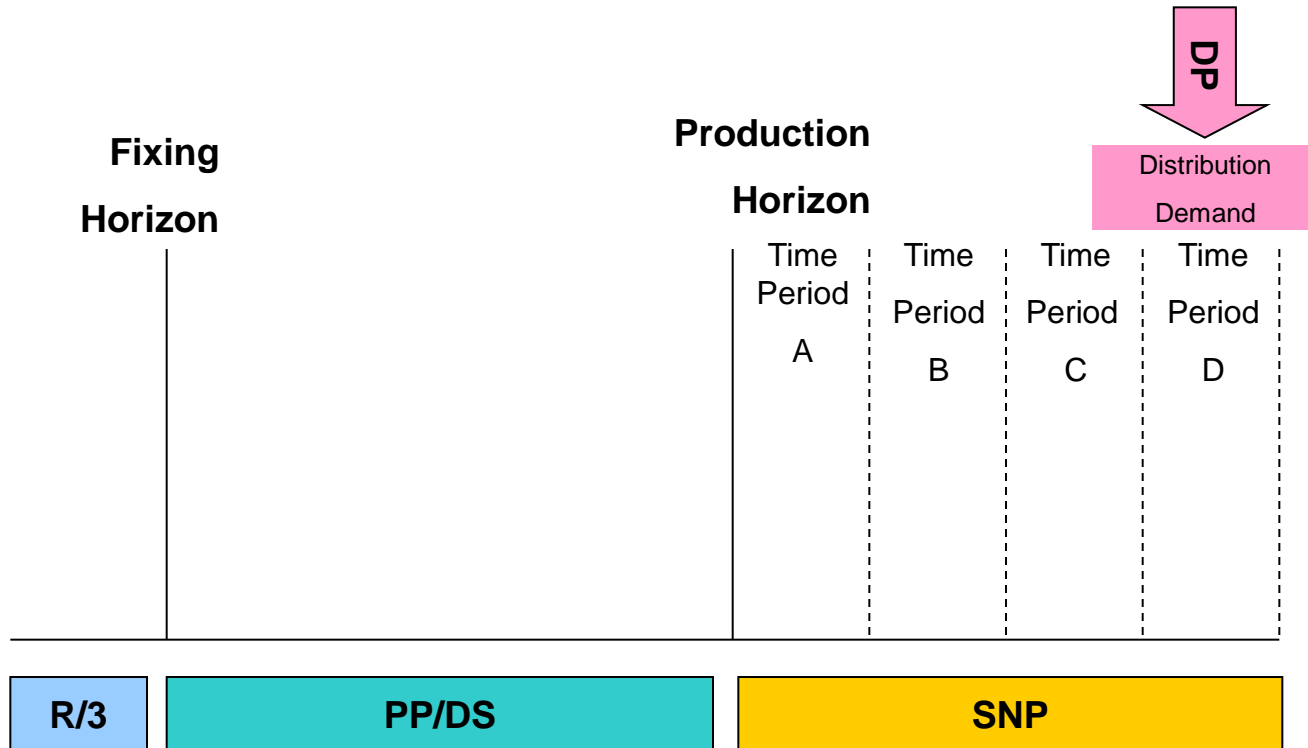 DP
Fixing
Horizon
Production
Horizon
Distribution
Demand
Time
Period
A
Time
Period
B
Time
Period
C
Time
Period
D
R/3
PP/DS
SNP